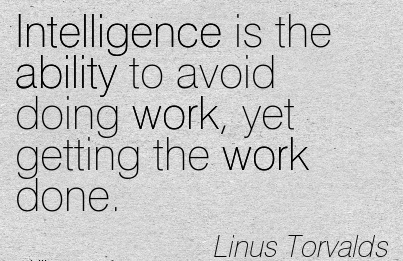 Intelligence is the
ability to avoid
doing work, yet
getting the work
done.
Linus Torvalds